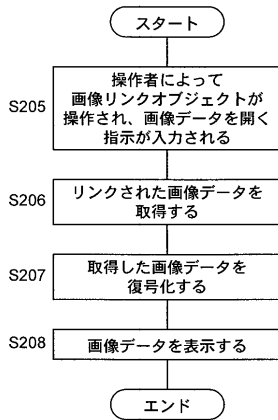 スタート
S205
操作者によって
画像リンクオブジェクトが
操作され、画像データを開く
指示が入力される
S206
リンクされた画像データを
取得する
S207
取得した画像データを
復号化する
S208
画像データを表示する
エンド